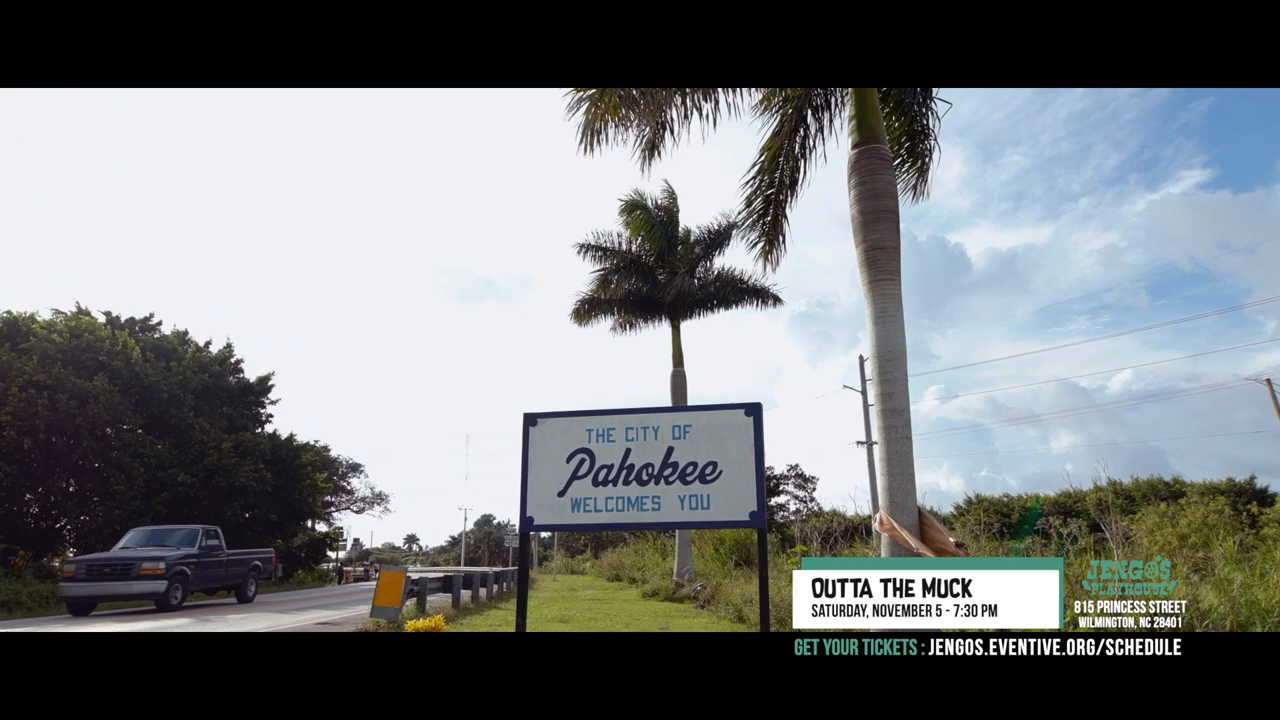 THE CITY OF
Pahokee
WELCOMES YOU
OUTTA THE MUCK
SATURDAY, NOVEMBER 5 - 7:30 PM
JENGO'S
PLAYHOUSE
815 PRINCESS STREET
WILMINGTON, NC 28401
GET YOUR TICKETS : JENGOS.EVENTIVE.ORG/SCHEDULE